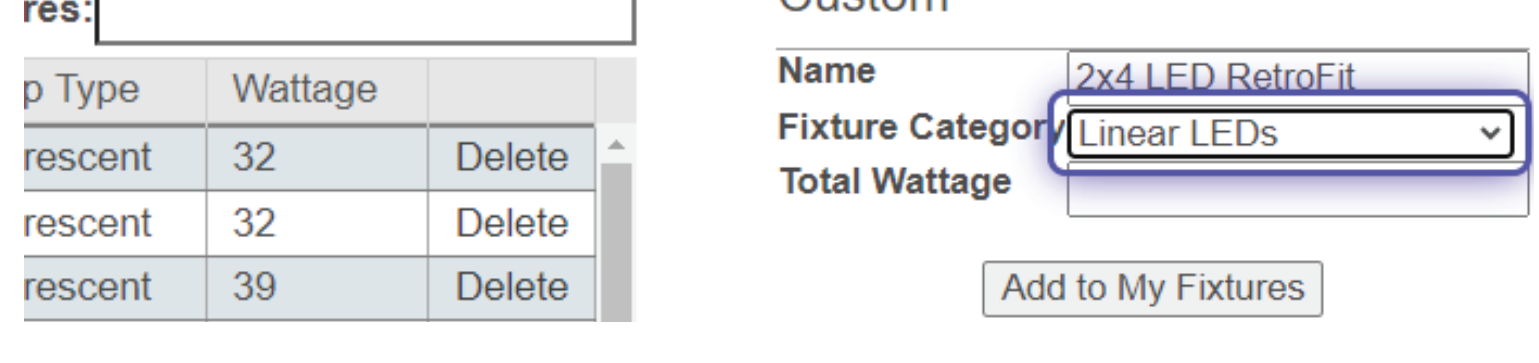 res:
p Type Wattage
rescent 32 Delete
rescent 32 Delete
rescent 39 Delete
Custom
Name 2x4 LED RetroFit
Fixture Category Linear LEDs
Total Wattage
Add to My Fixtures